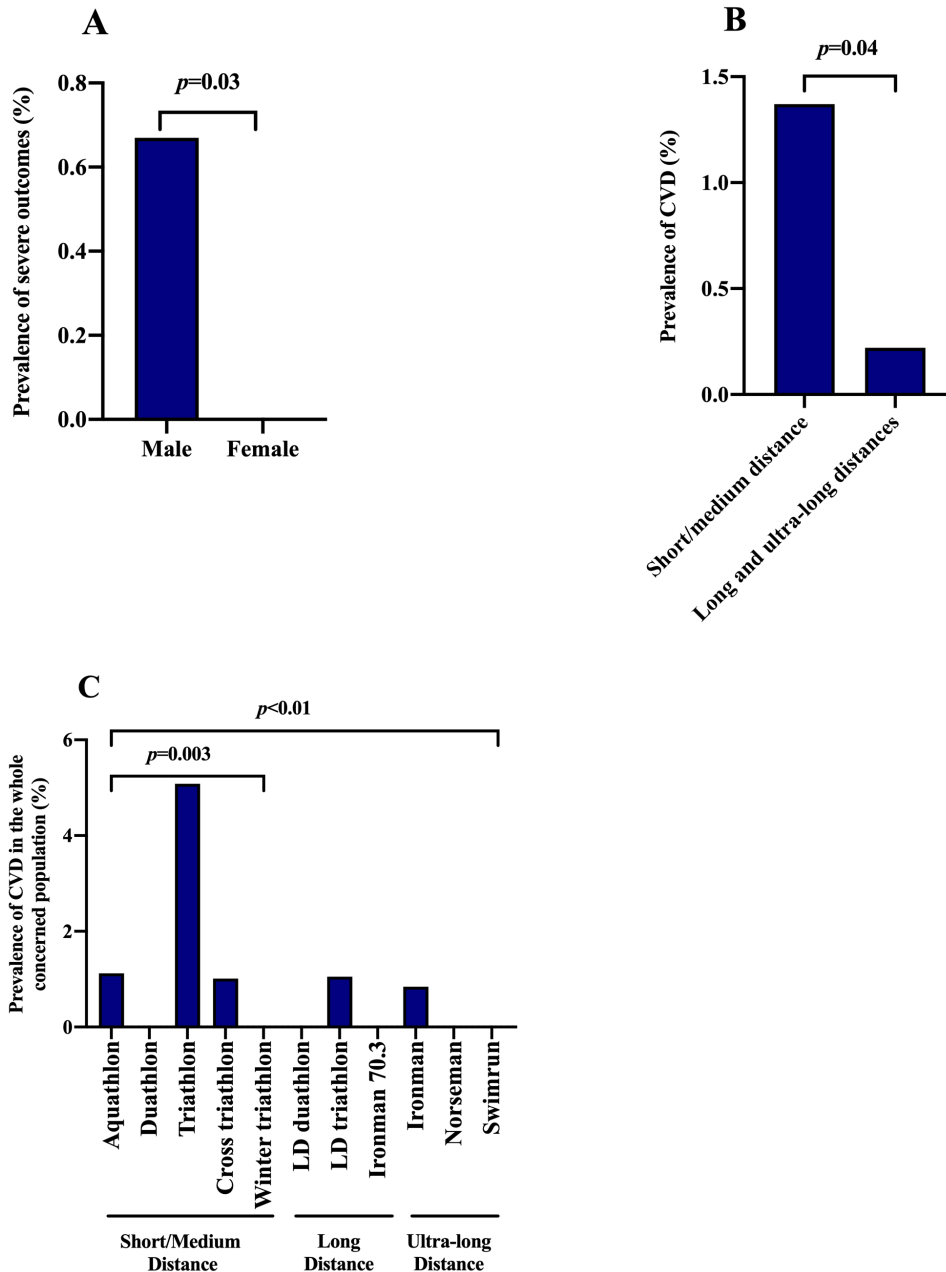 A
p=0.03
Prevalence of severe outcomes (%)
0.8
0.6
0.4
0.2
0.0
Male Female
B
p=0.04
Prevalence of CVD (%)
1.5
1.0
0.5
0.0
Short/medium distance
Long and ultra-long distances
C
p<0.01
p=0.003
Prevalence of CVD in the whole
concerned population (%)
6
4
2
0
Aquathlon
Duathlon
Triathlon
Cross triathlon
Winter triathlon
LD duathlon
LD triathlon
Ironman 70.3
Ironman
Norseman
Swimrun
Short/Medium
Distance
Long
Distance
Ultra-long
Distance